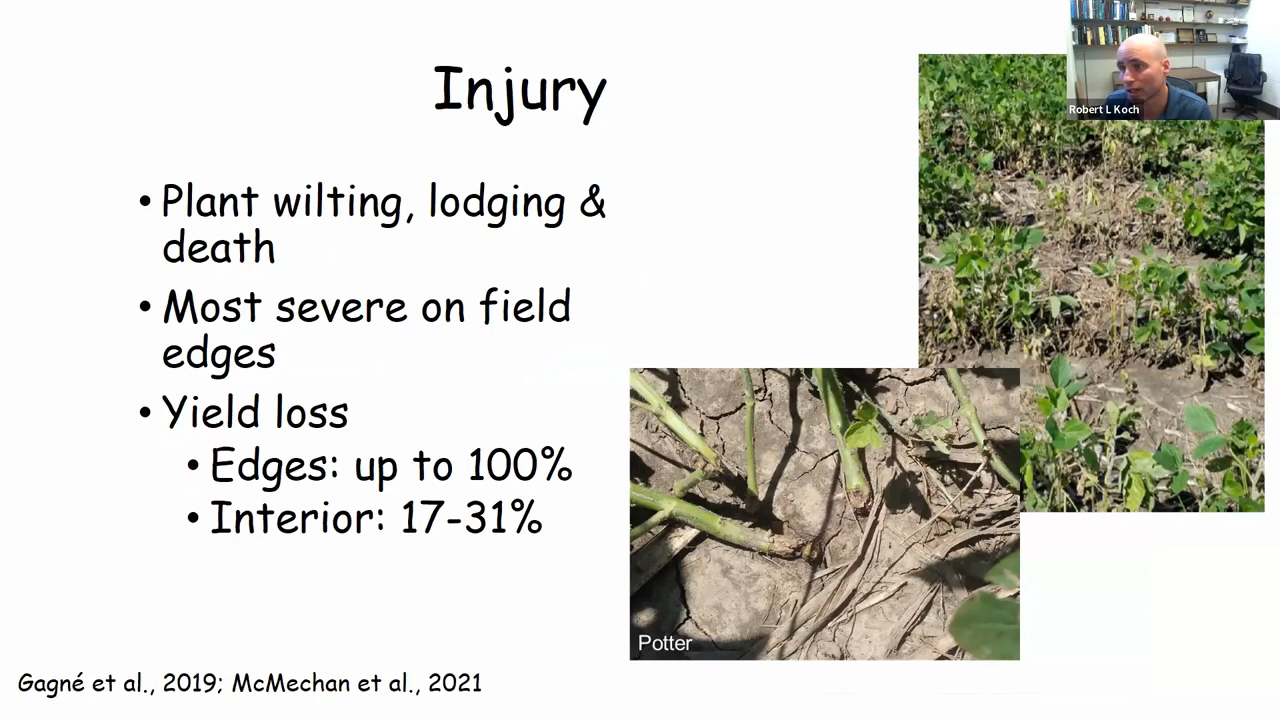 Injury
• Plant wilting, lodging &
death
• Most severe on field
edges
• Yield loss
• Edges: up to 100%
• Interior: 17-31%
Robert L Koch
Potter
Gagné et al., 2019; McMechan et al., 2021